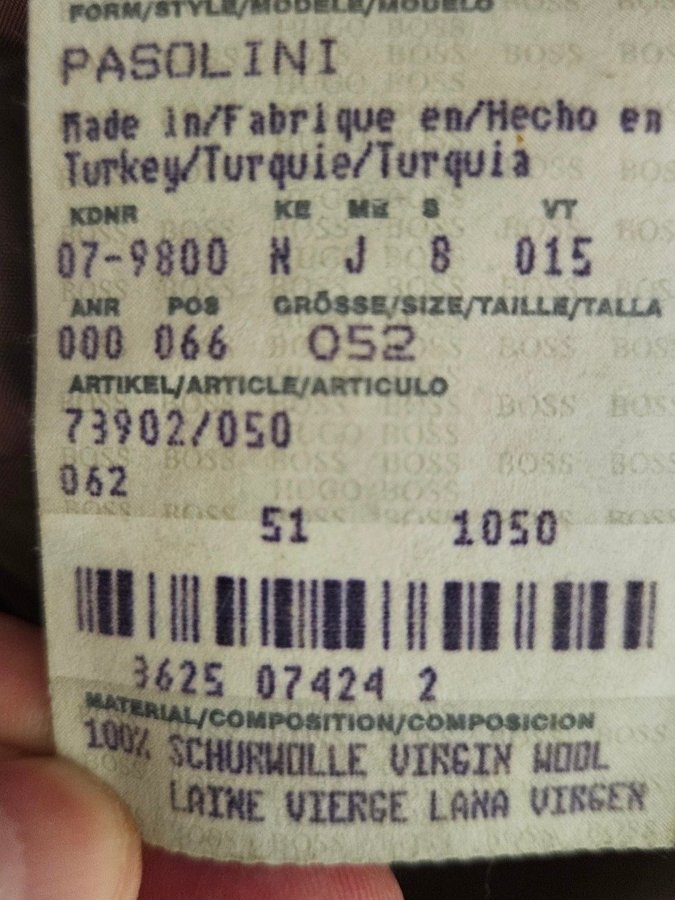 FORM/STYLE/MODELE/MODELO
PASOLINI
Made in/Fabrique en/Hecho en
Turkey/Turquie/Turquia
KDNR KE ME S VT
07-9800 N J 8 015
ANR POS GRÖSSE/SIZE/TAILLE/TALLA
000 066 052
ARTIKEL/ARTICLE/ARTICULO
73902/050
062
51 1050
3625 07424 2
MATERIAL/COMPOSITION/COMPOSICION
100% SCHURWOLLE VIRGIN WOOL
LAINE VIERGE LANA VIRGEN